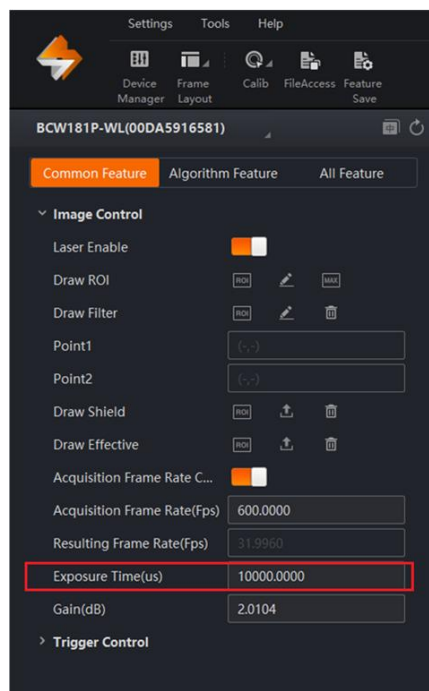 Settings Tools Help
Device Manager Frame Layout Calib FileAccess Feature Save
BCW181P-WL(00DA5916581)
Common Feature Algorithm Feature All Feature
Image Control
Laser Enable
Draw ROI ROI MAX
Draw Filter ROI
Point1 (-,-)
Point2 (-,-)
Draw Shield ROI
Draw Effective ROI
Acquisition Frame Rate C...
Acquisition Frame Rate(Fps) 600.0000
Resulting Frame Rate(Fps) 31.9960
Exposure Time(us) 10000.0000
Gain(dB) 2.0104
Trigger Control